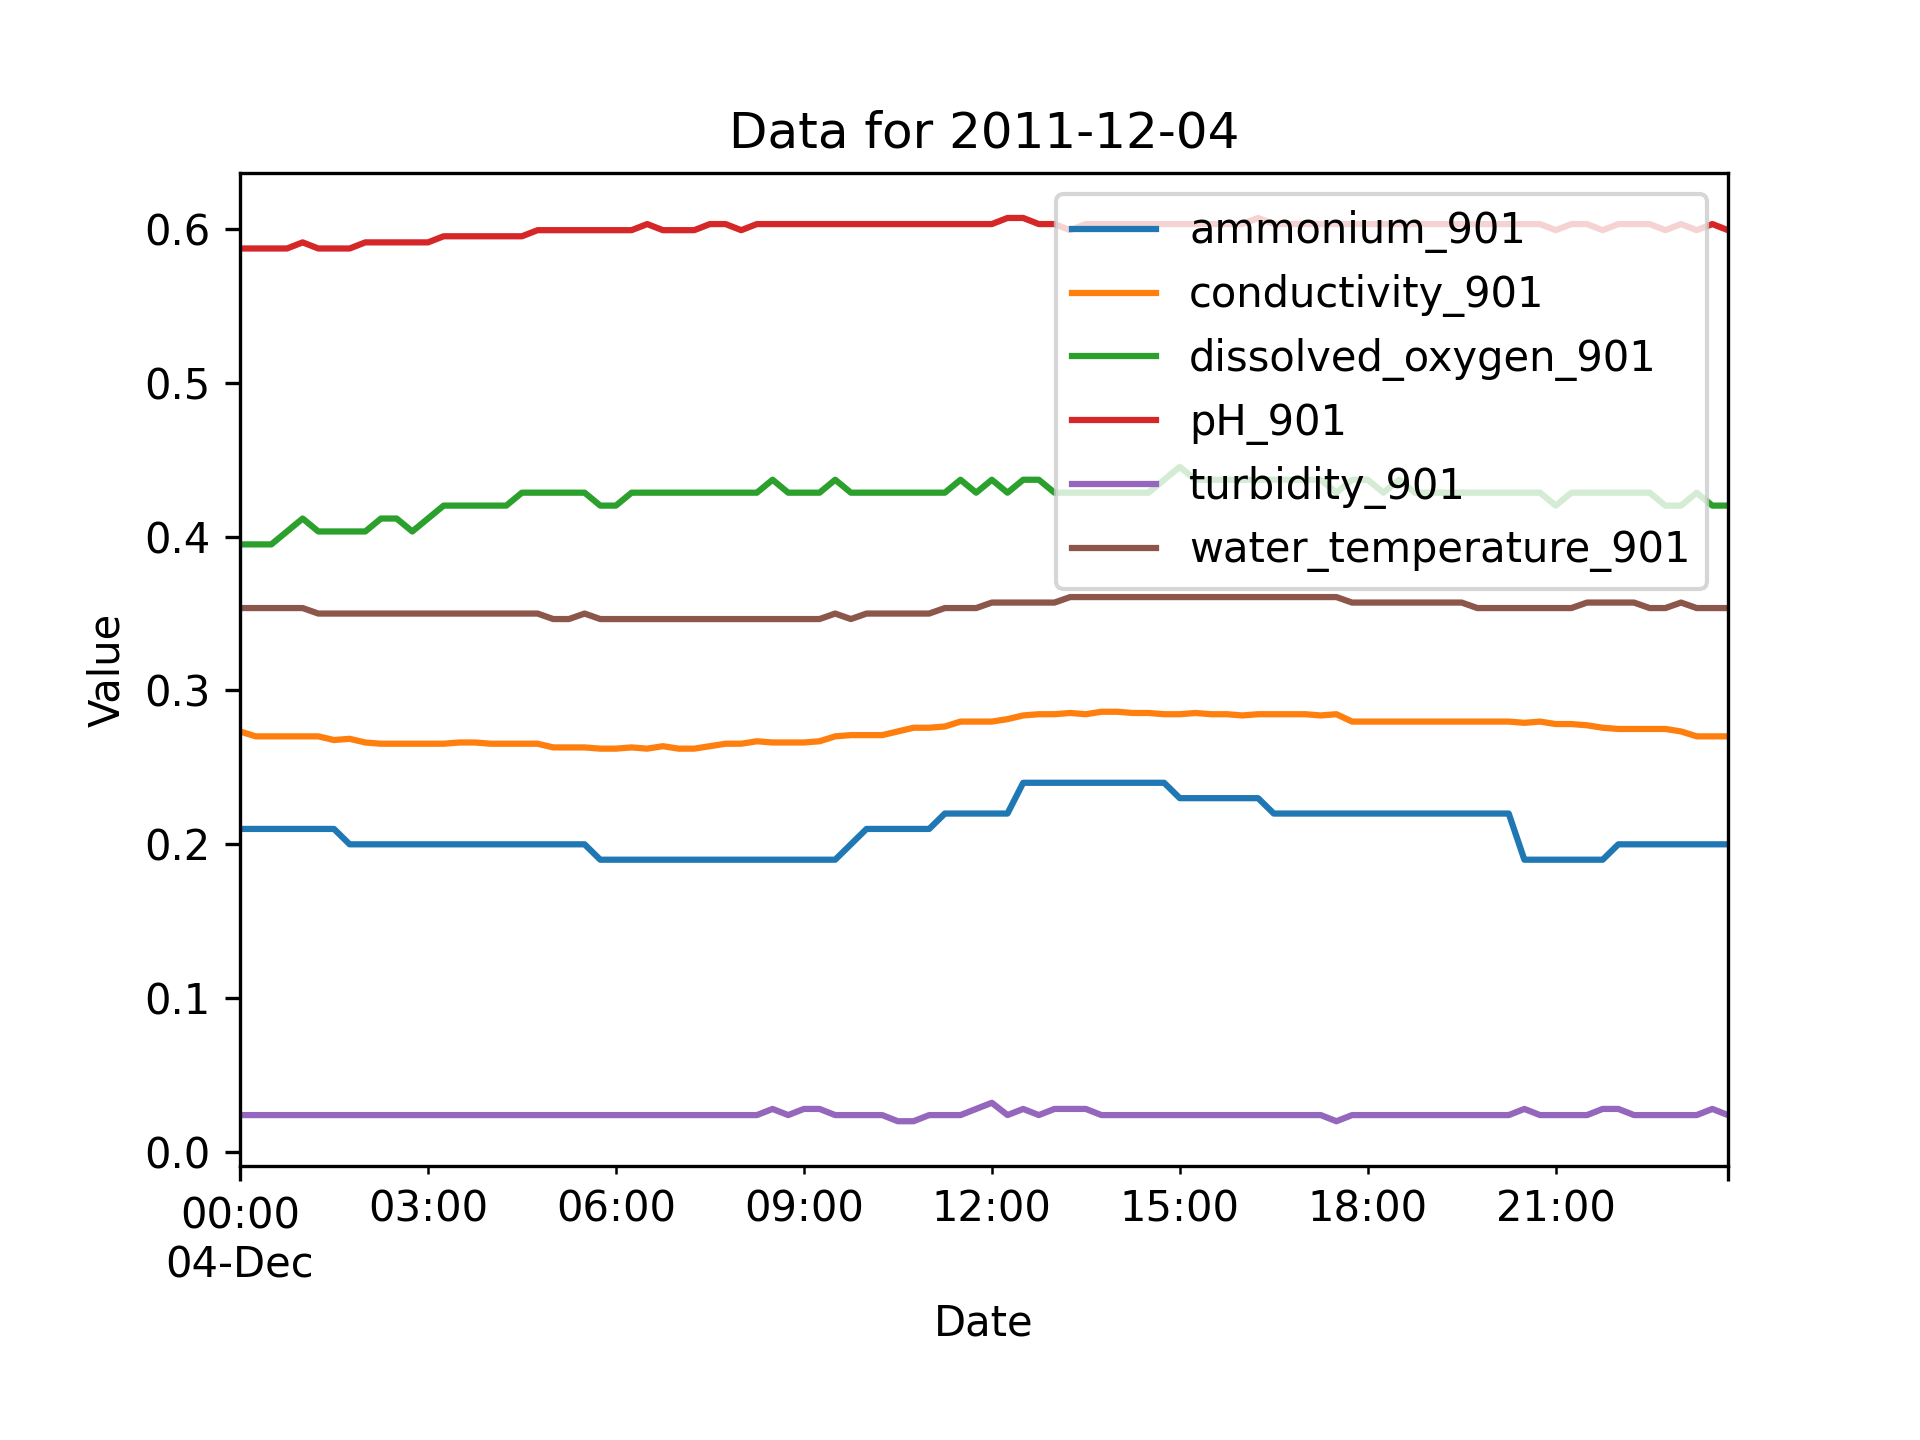 Data for 2011-12-04
ammonium_901
conductivity_901
dissolved_oxygen_901
pH_901
turbidity_901
water_temperature_901
Value
0.6
0.5
0.4
0.3
0.2
0.1
0.0
00:00 03:00 06:00 09:00 12:00 15:00 18:00 21:00
04-Dec
Date